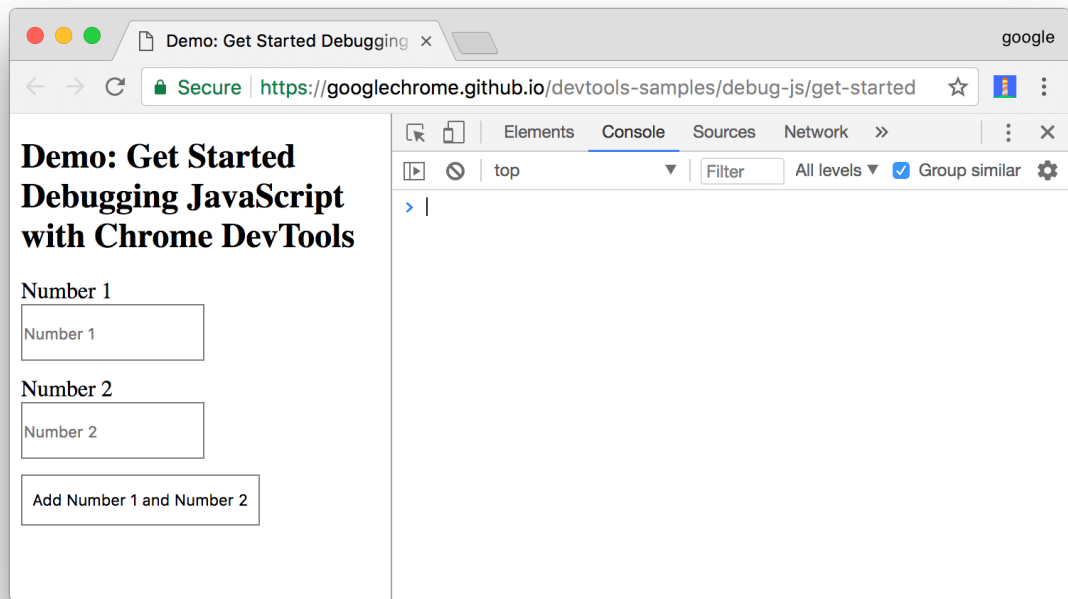 Demo: Get Started Debugging
google
Secure https://googlechrome.github.io/devtools-samples/debug-js/get-started
Elements Console Sources Network
top Filter All levels Group similar
Demo: Get Started
Debugging JavaScript
with Chrome DevTools
Number 1
Number 1
Number 2
Number 2
Add Number 1 and Number 2